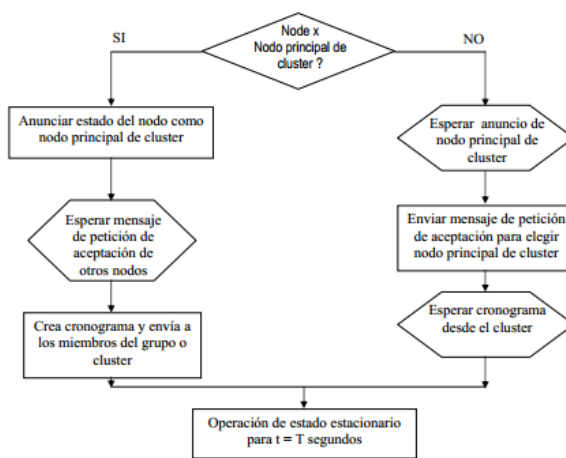 Node x
Nodo principal de
cluster ?
SI
NO
Anunciar estado del nodo como
nodo principal de cluster
Esperar mensaje
de petición de
aceptación de
otros nodos
Crea cronograma y envía a
los miembros del grupo o
cluster
Esperar anuncio de
nodo principal de
cluster
Enviar mensaje de petición
de aceptación para elegir
nodo principal de cluster
Esperar cronograma
desde el cluster
Operación de estado estacionario
para t = T segundos